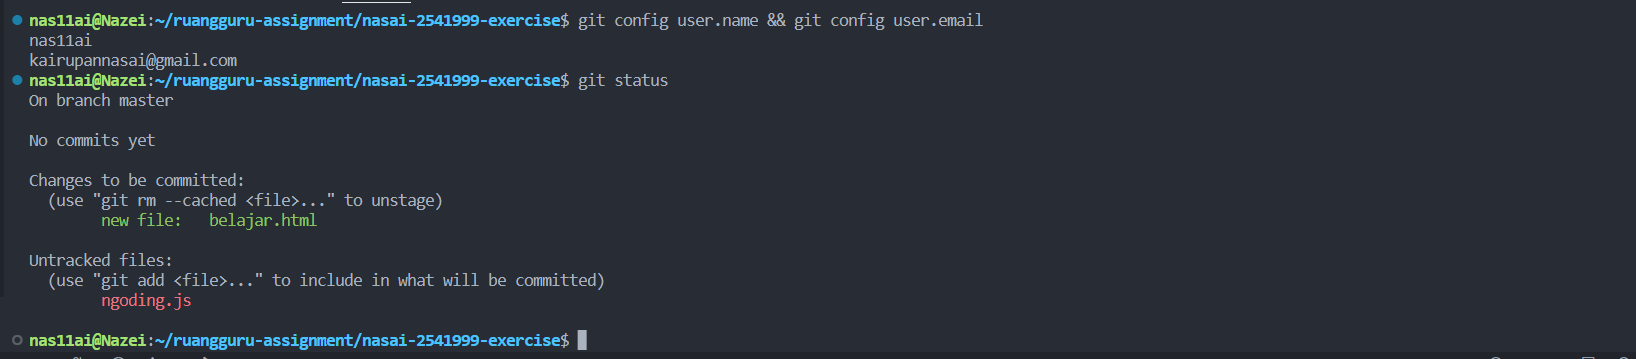 nas11ai@Nazei:~/ruangguru-assignment/nasai-2541999-exercise$ git config user.name && git config user.email
nas11ai
kairupannasai@gmail.com
nas11ai@Nazei:~/ruangguru-assignment/nasai-2541999-exercise$ git status
On branch master
No commits yet
Changes to be committed:
(use "git rm --cached <file>..." to unstage)
new file:   belajar.html
Untracked files:
(use "git add <file>..." to include in what will be committed)
ngoding.js
nas11ai@Nazei:~/ruangguru-assignment/nasai-2541999-exercise$